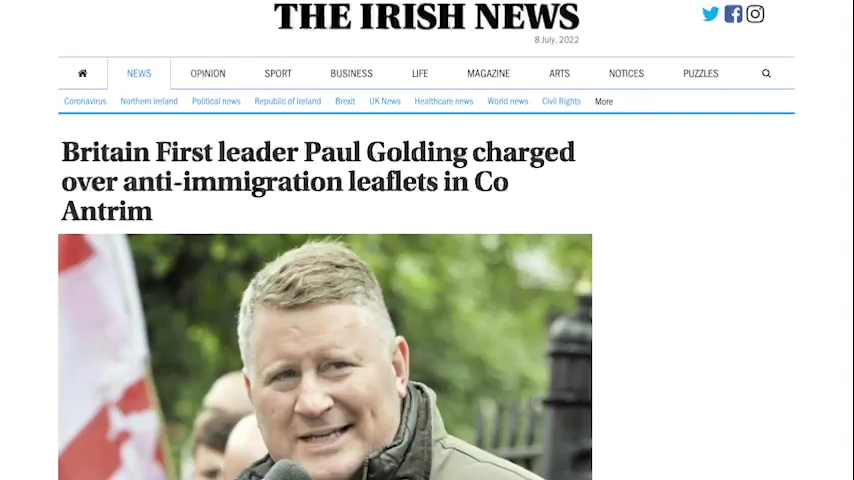 THE IRISH NEWS
8 July, 2022
NEWS OPINION SPORT BUSINESS LIFE MAGAZINE ARTS NOTICES PUZZLES
Coronavirus Northern Ireland Political news Republic of Ireland Brexit UK News Healthcare news World news Civil Rights More
Britain First leader Paul Golding charged
over anti-immigration leaflets in Co
Antrim